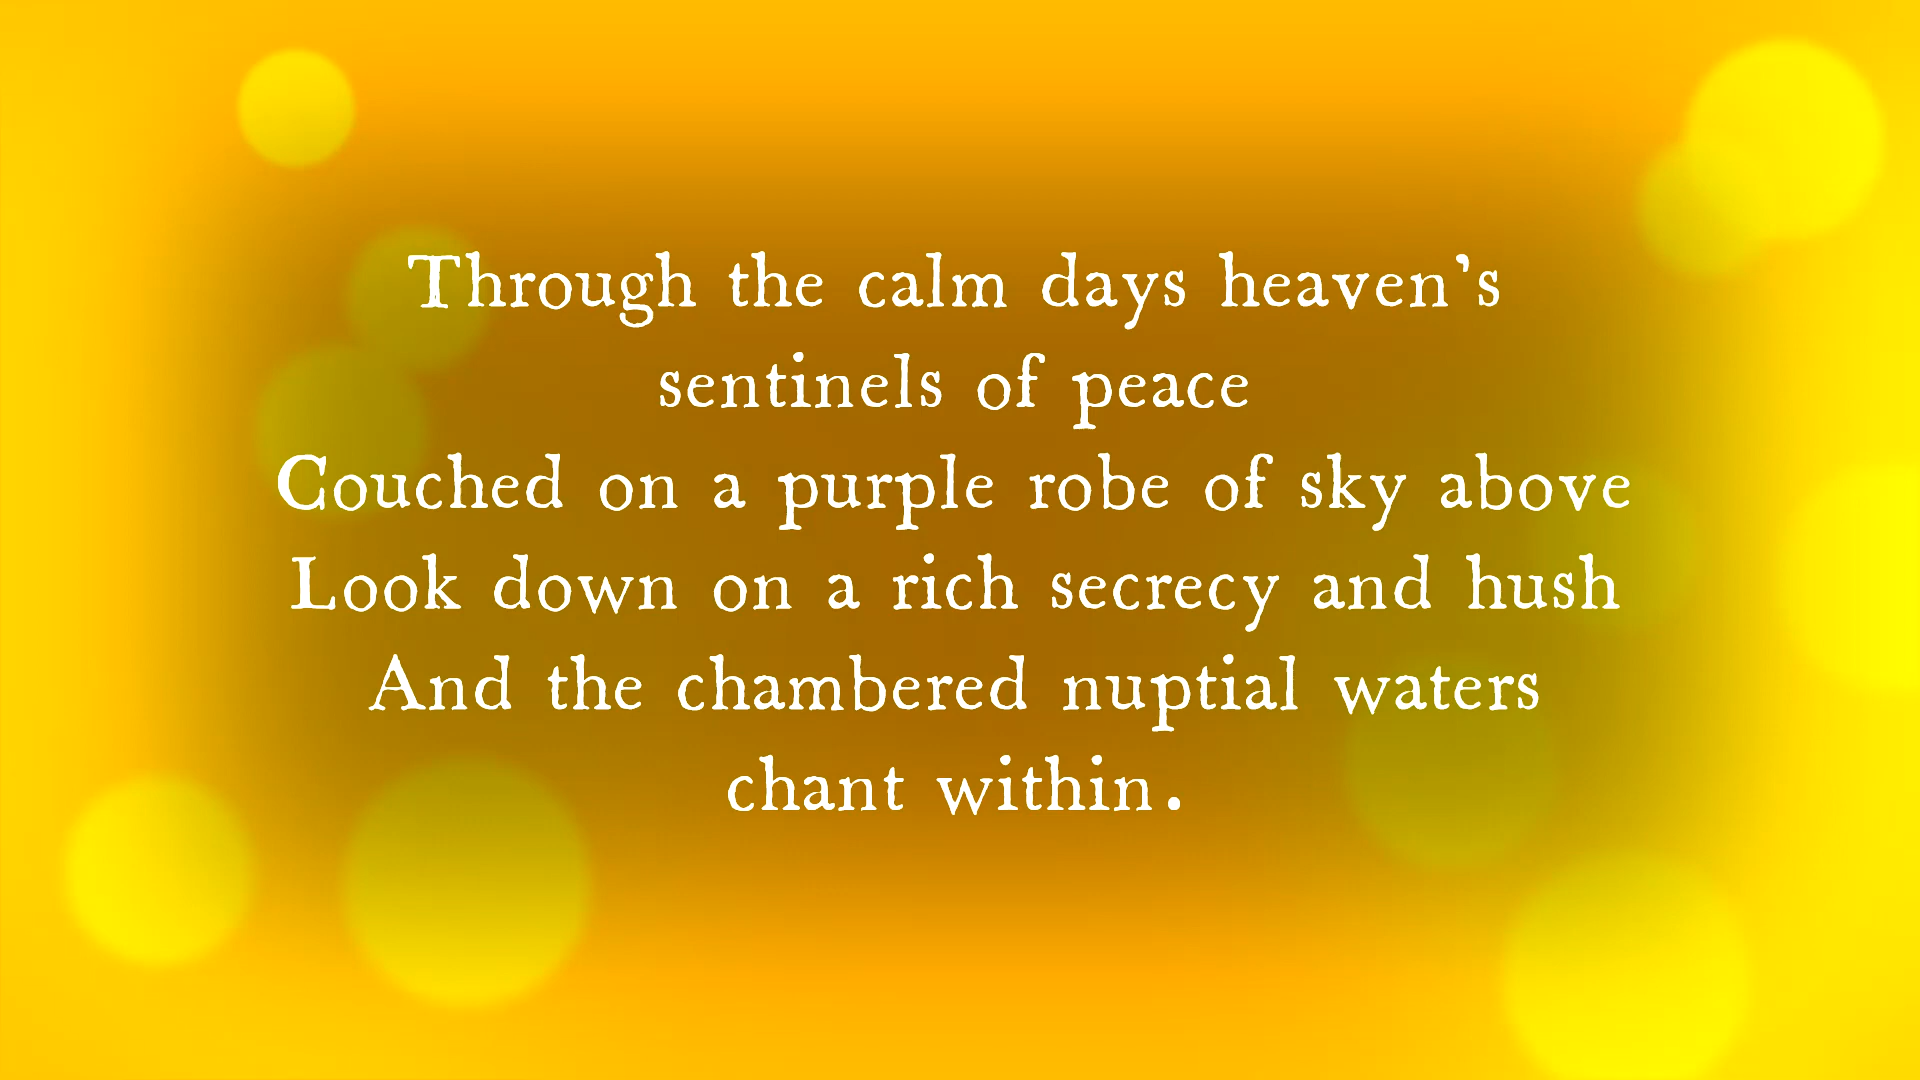 Through the calm days heaven's
sentinels of peace
Couched on a purple robe of sky above
Look down on a rich secrecy and hush
And the chambered nuptial waters
chant within.